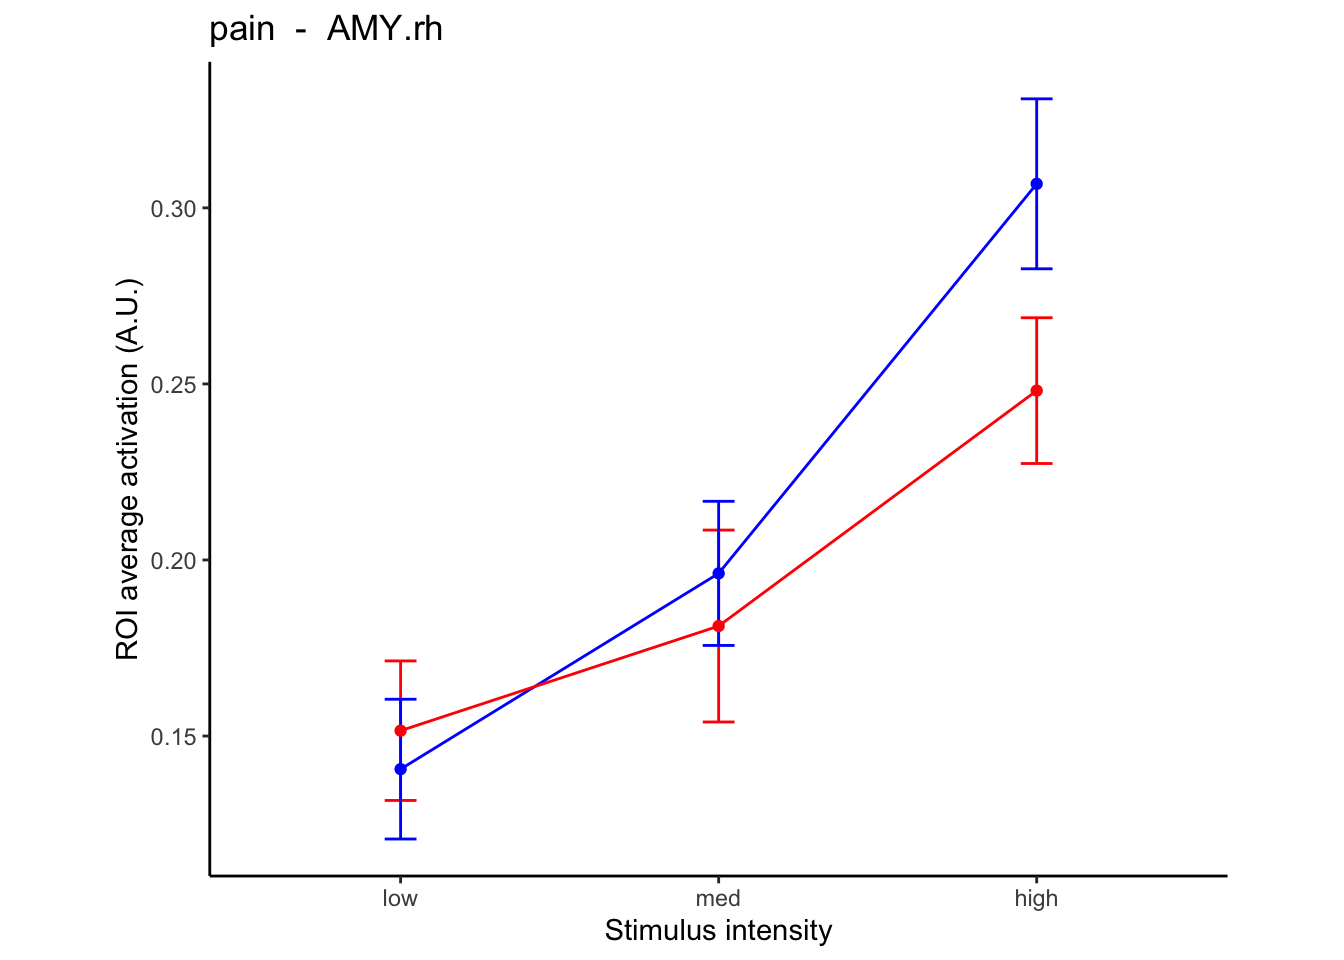 pain - AMY.rh
ROI average activation (A.U.)
0.30
0.25
0.20
0.15
low med high
Stimulus intensity